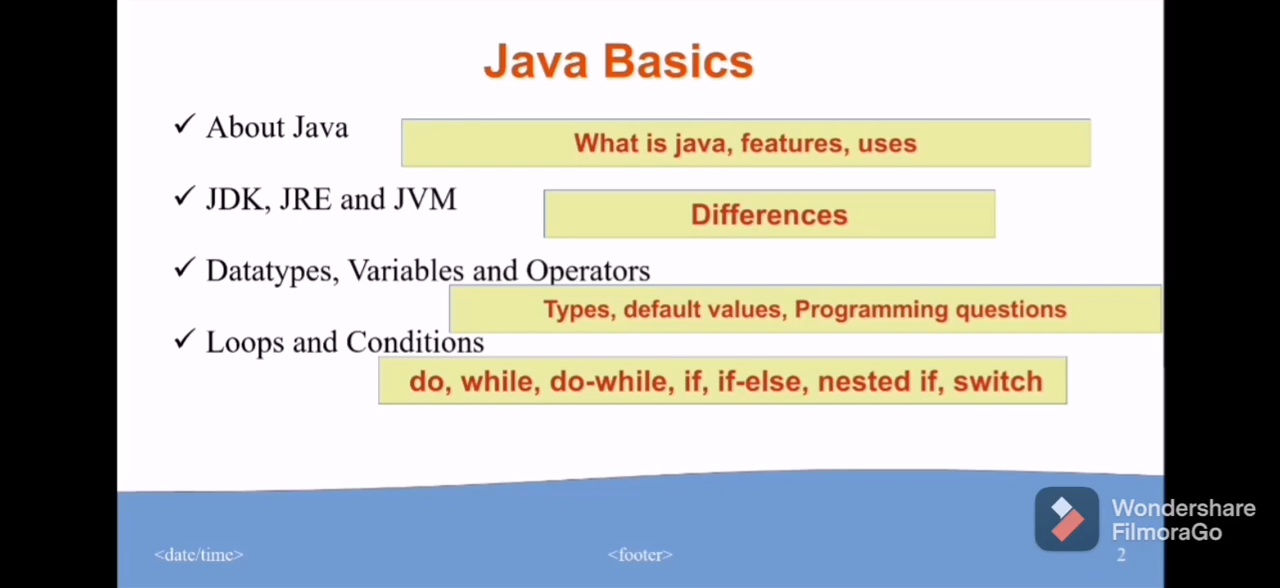 Java Basics
✓ About Java
What is java, features, uses
✓ JDK, JRE and JVM
Differences
✓ Datatypes, Variables and Operators
Types, default values, Programming questions
✓ Loops and Conditions
do, while, do-while, if, if-else, nested if, switch
<date/time>
<footer>
2
Wondershare
FilmoraGo